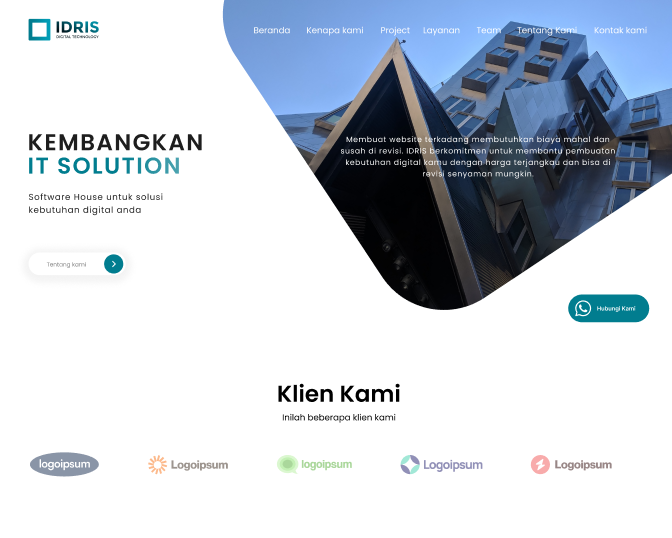 IDRIS
DIGITAL TECHNOLOGY
Beranda Kenapa kami Project Layanan Team Tentang Kami Kontak kami
KEMBANGKAN
IT SOLUTION
Software House untuk solusi
kebutuhan digital anda
Tentang kami
Membuat website terkadang membutuhkan biaya mahal dan
susah di revisi. IDRIS berkomitmen untuk membantu pembuatan
kebutuhan digital kamu dengan harga terjangkau dan bisa di
revisi senyaman mungkin.
Hubungi Kami
Klien Kami
Inilah beberapa klien kami
logoipsum Logoipsum logoipsum Logoipsum Logoipsum